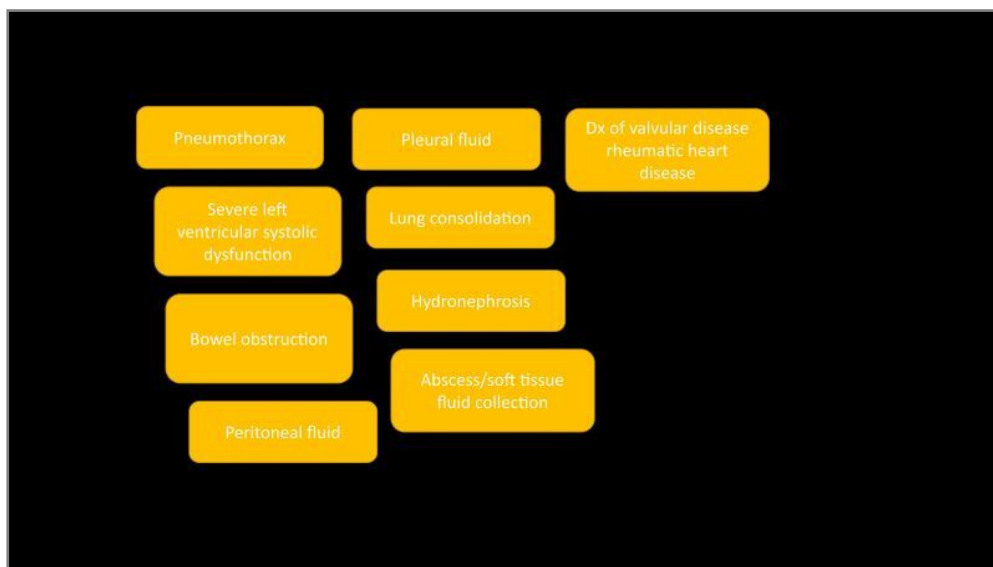 Pneumothorax
Pleural fluid
Dx of valvular disease
rheumatic heart
disease
Severe left
ventricular systolic
dysfunction
Lung consolidation
Hydronephrosis
Bowel obstruction
Abscess/soft tissue
fluid collection
Peritoneal fluid